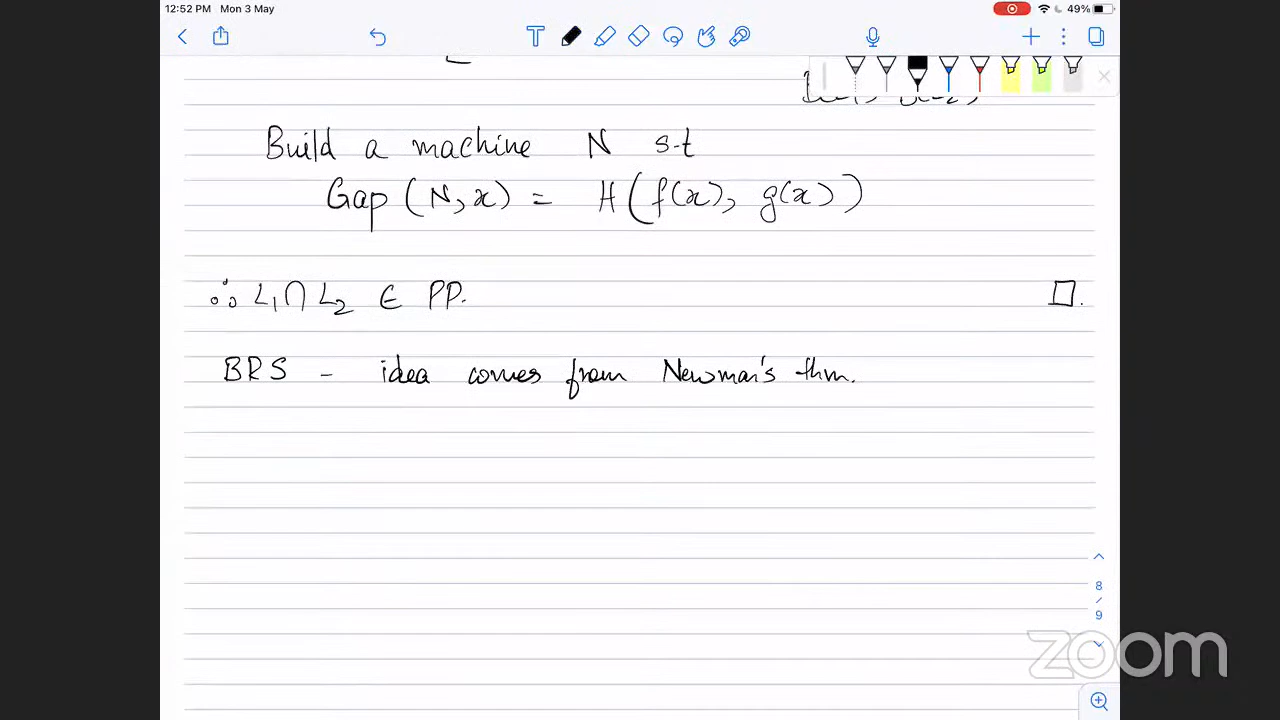 12:52 PM Mon 3 May
49%
Build a machine N s.t
Gap (N,x) = H(f(x), g(x))
∴ L₁∩L₂ ∈ PP. □.
BRS - idea comes from Newman's thm.
8
/
9
zoom